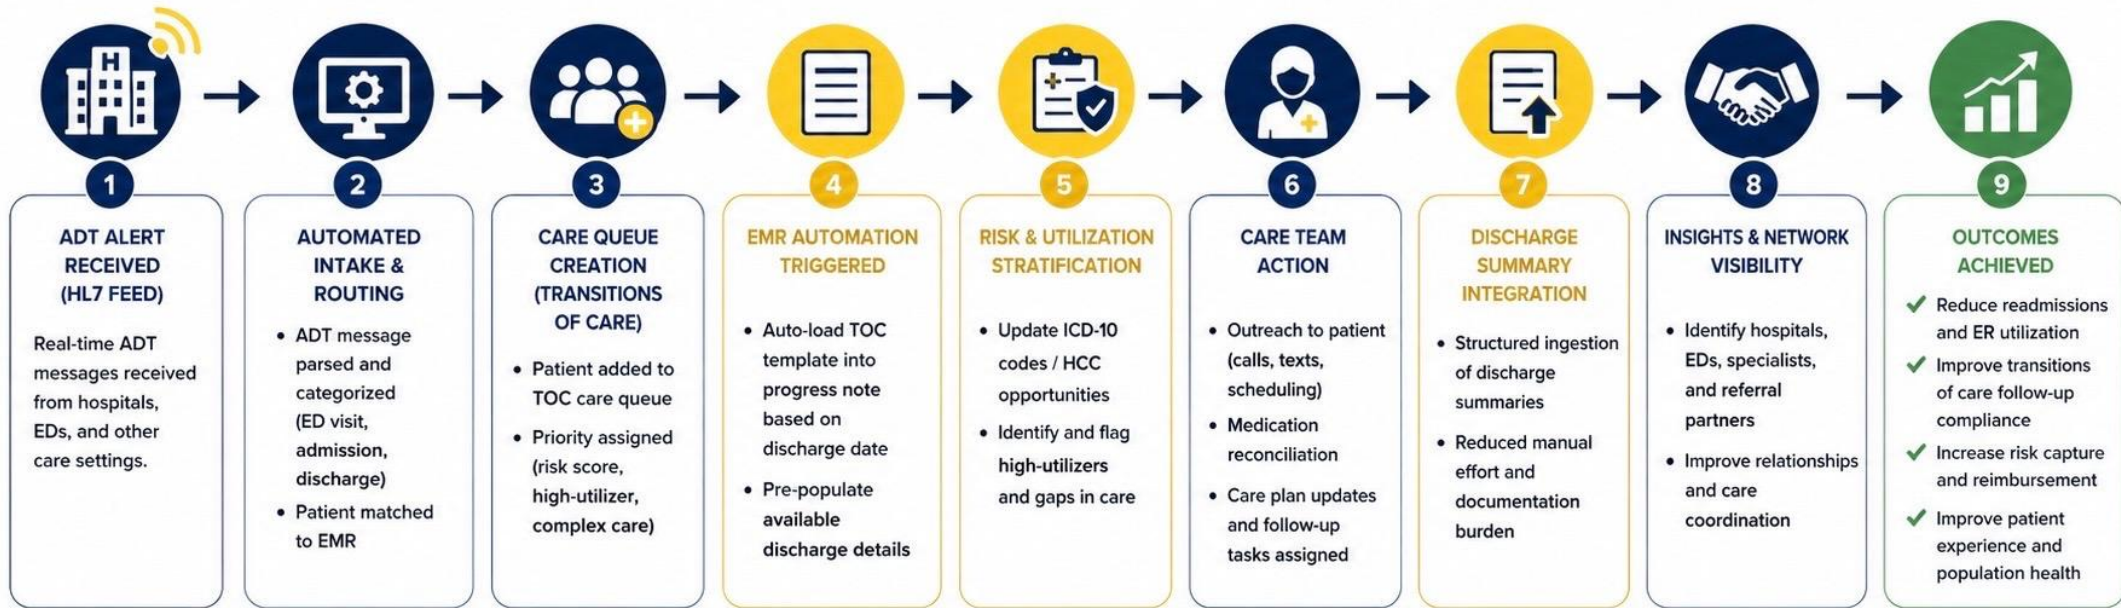 H
1
ADT ALERT
RECEIVED
(HL7 FEED)
Real-time ADT
messages received
from hospitals,
EDs, and other
care settings.
2
AUTOMATED
INTAKE &
ROUTING
• ADT message
parsed and
categorized
(ED visit,
admission,
discharge)
• Patient matched
to EMR
3
CARE QUEUE
CREATION
(TRANSITIONS
OF CARE)
• Patient added to
TOC care queue
• Priority assigned
(risk score,
high-utilizer,
complex care)
4
EMR AUTOMATION
TRIGGERED
• Auto-load TOC
template into
progress note
based on
discharge date
• Pre-populate
available
discharge details
5
RISK & UTILIZATION
STRATIFICATION
• Update ICD-10
codes / HCC
opportunities
• Identify and flag
high-utilizers
and gaps in care
6
CARE TEAM
ACTION
• Outreach to patient
(calls, texts,
scheduling)
• Medication
reconciliation
• Care plan updates
and follow-up
tasks assigned
7
DISCHARGE
SUMMARY
INTEGRATION
• Structured ingestion
of discharge
summaries
• Reduced manual
effort and
documentation
burden
8
INSIGHTS & NETWORK
VISIBILITY
• Identify hospitals,
EDs, specialists,
and referral
partners
• Improve relationships
and care
coordination
9
OUTCOMES
ACHIEVED
✓ Reduce readmissions
and ER utilization
✓ Improve transitions
of care follow-up
compliance
✓ Increase risk capture
and reimbursement
✓ Improve patient
experience and
population health